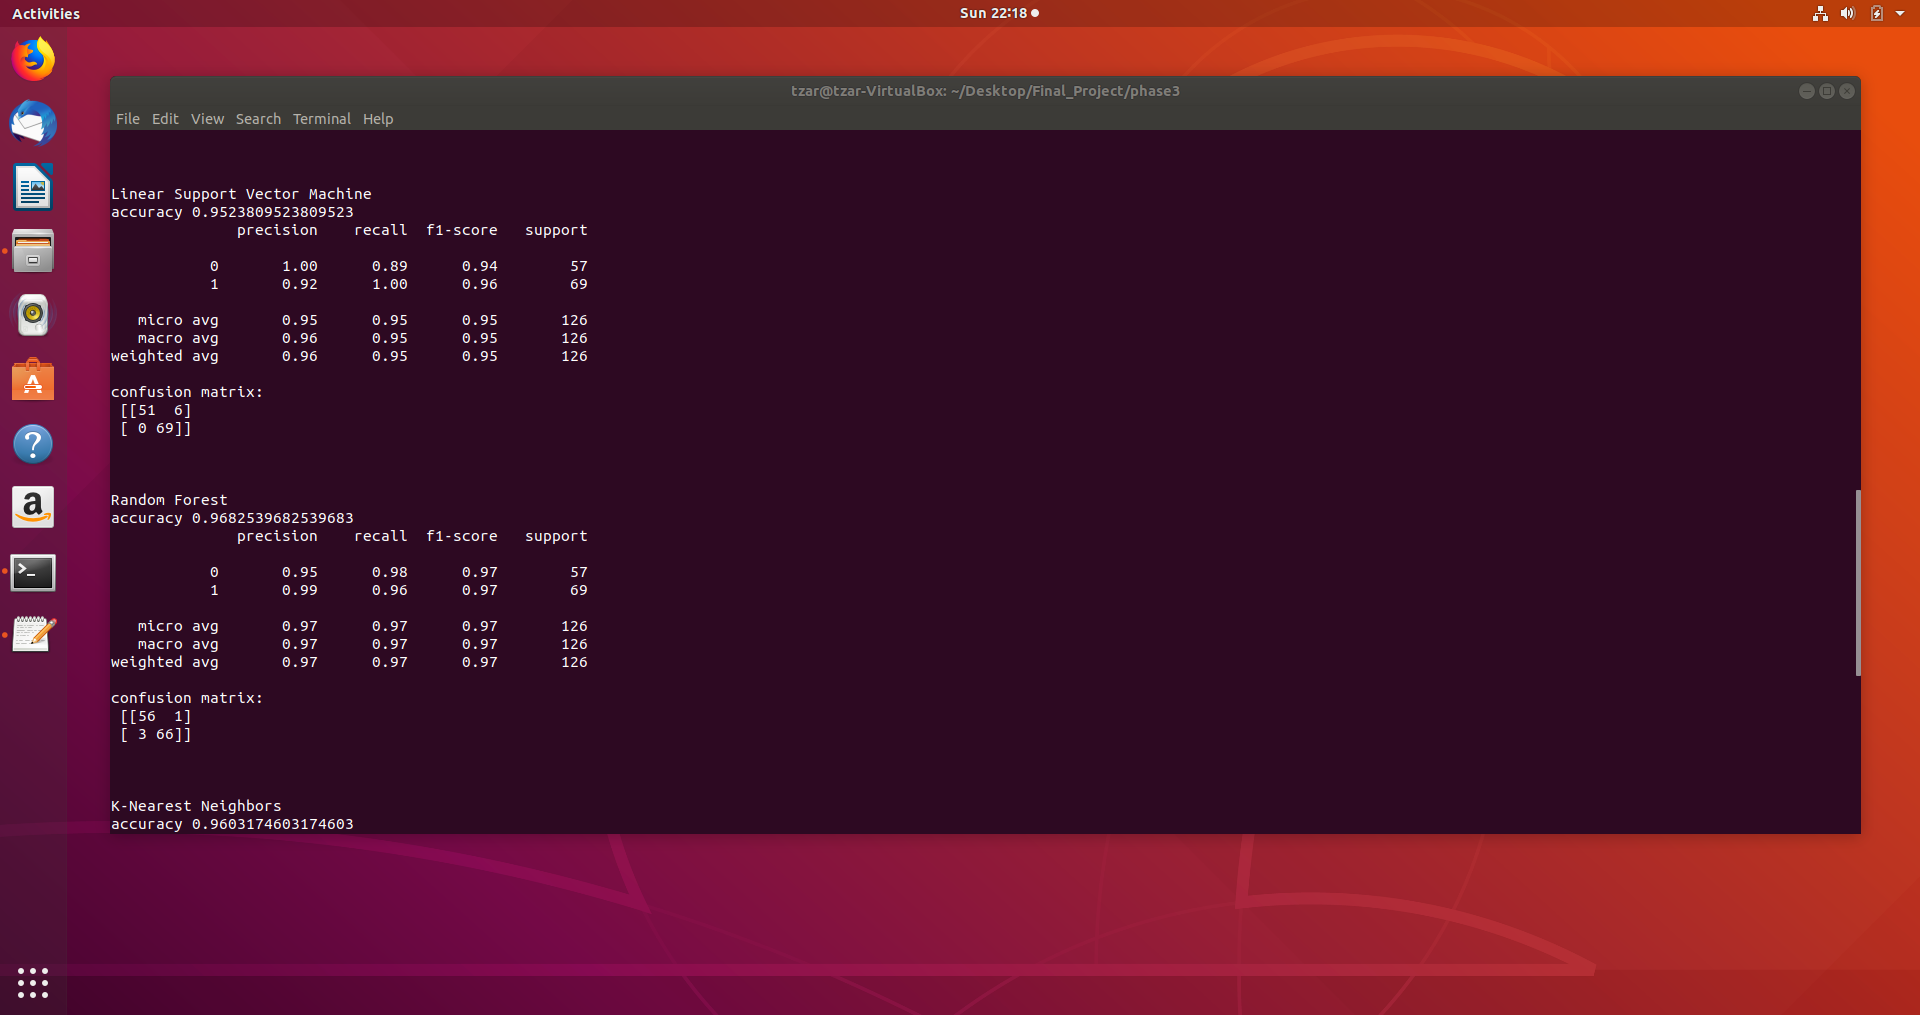 Activities
Sun 22:18
tzar@tzar-VirtualBox: ~/Desktop/Final_Project/phase3
File Edit View Search Terminal Help
Linear Support Vector Machine
accuracy 0.9523809523809523
precision recall f1-score support
0 1.00 0.89 0.94 57
1 0.92 1.00 0.96 69
micro avg 0.95 0.95 0.95 126
macro avg 0.96 0.95 0.95 126
weighted avg 0.96 0.95 0.95 126
confusion matrix:
[[51 6]
[ 0 69]]
Random Forest
accuracy 0.9682539682539683
precision recall f1-score support
0 0.95 0.98 0.97 57
1 0.99 0.96 0.97 69
micro avg 0.97 0.97 0.97 126
macro avg 0.97 0.97 0.97 126
weighted avg 0.97 0.97 0.97 126
confusion matrix:
[[56 1]
[ 3 66]]
K-Nearest Neighbors
accuracy 0.9603174603174603